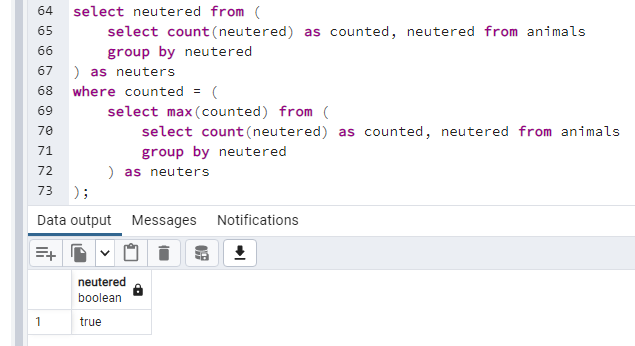 64 select neutered from (
65     select count(neutered) as counted, neutered from animals
66     group by neutered
67 ) as neuters
68 where counted = (
69     select max(counted) from (
70         select count(neutered) as counted, neutered from animals
71         group by neutered
72     ) as neuters
73 );
Data output Messages Notifications
neutered
boolean
1 true